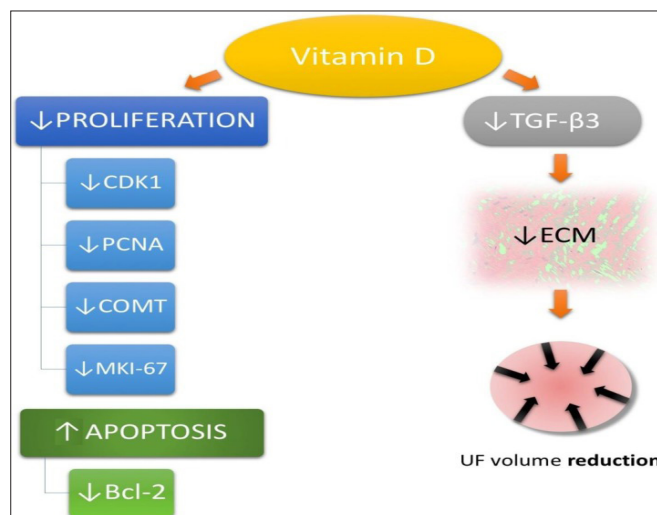 Vitamin D
↓PROLIFERATION
↓CDK1
↓PCNA
↓COMT
↓MKI-67
↑ APOPTOSIS
↓Bcl-2
↓TGF-β3
↓ECM
UF volume reduction